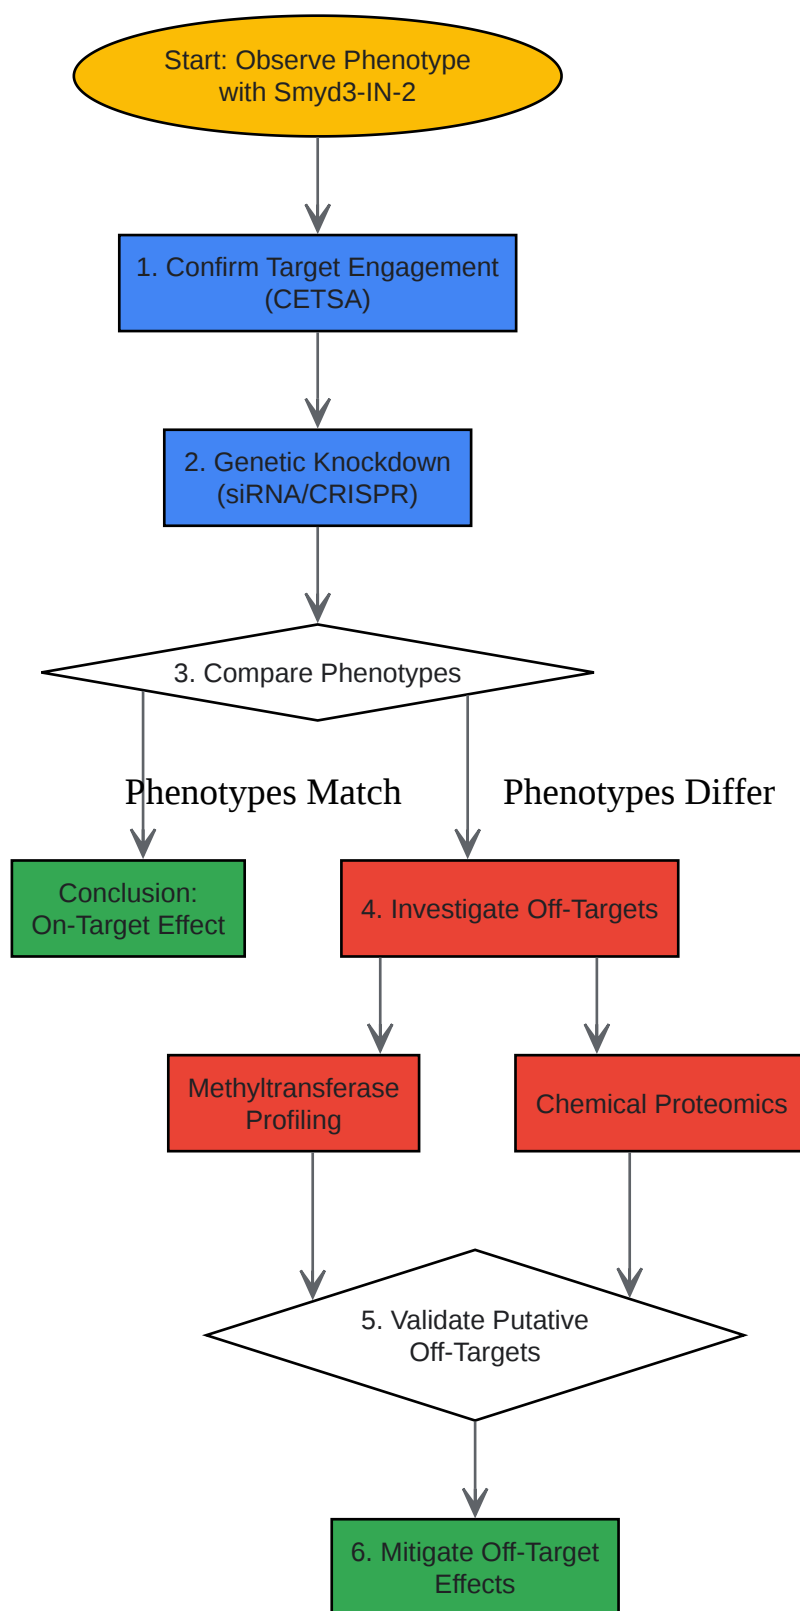 Start: Observe Phenotype
with Smyd3-IN-2
1. Confirm Target Engagement
(CETSA)
2. Genetic Knockdown
(siRNA/CRISPR)
3. Compare Phenotypes
Phenotypes Match
Phenotypes Differ
Conclusion:
On-Target Effect
4. Investigate Off-Targets
Methyltransferase
Profiling
Chemical Proteomics
5. Validate Putative
Off-Targets
6. Mitigate Off-Target
Effects